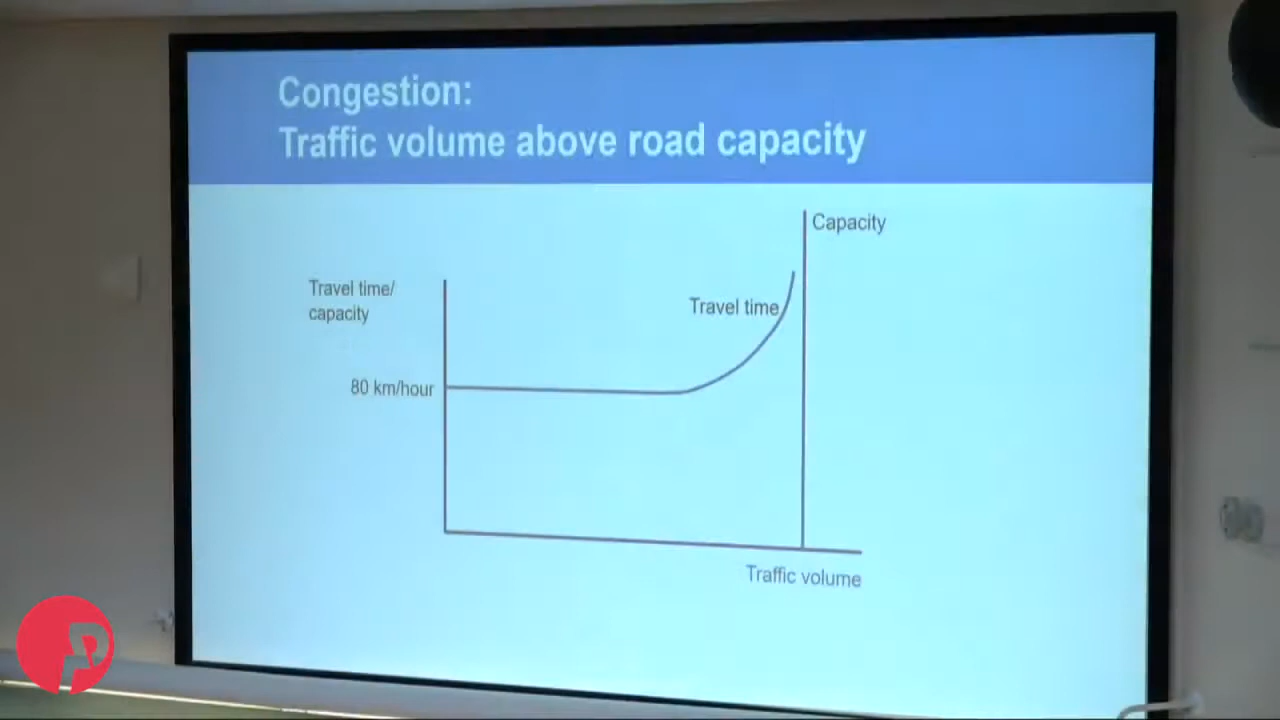 Congestion:
Traffic volume above road capacity
Capacity
Travel time/
capacity
Travel time
80 km/hour
Traffic volume